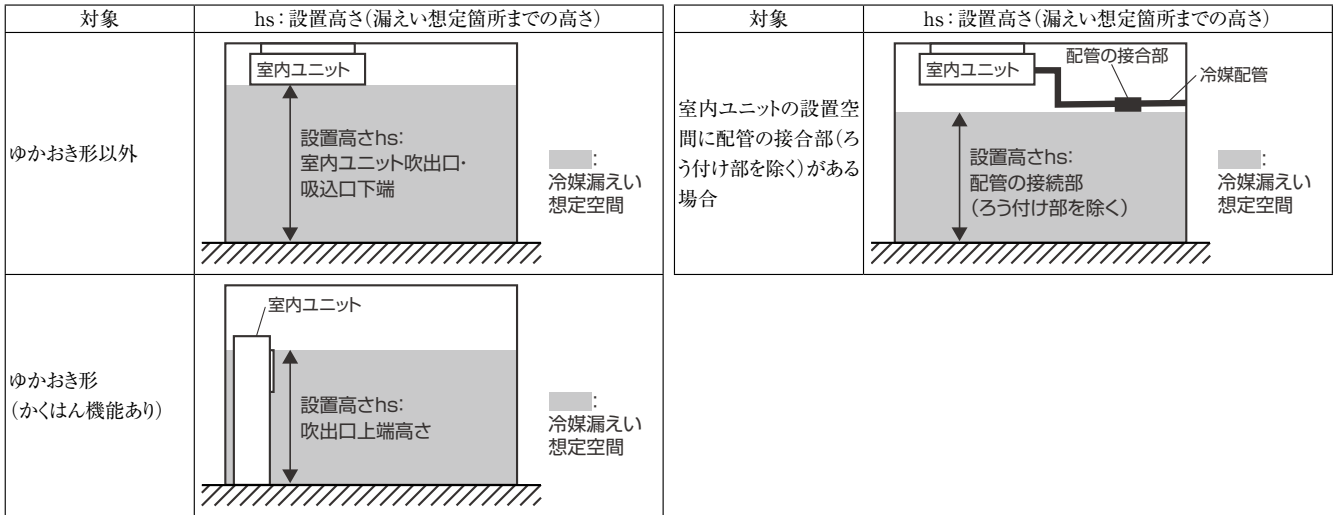 対象
hs：設置高さ（漏えい想定箇所までの高さ）
ゆかおき形以外
室内ユニット
設置高さhs：
室内ユニット吹出口・
吸込口下端
：
冷媒漏えい
想定空間
ゆかおき形
（かくはん機能あり）
室内ユニット
設置高さhs：
吹出口上端高さ
：
冷媒漏えい
想定空間
対象
hs：設置高さ（漏えい想定箇所までの高さ）
室内ユニットの設置空
間に配管の接合部（ろ
う付け部を除く）がある
場合
室内ユニット
配管の接合部
冷媒配管
設置高さhs：
配管の接続部
（ろう付け部を除く）
：
冷媒漏えい
想定空間